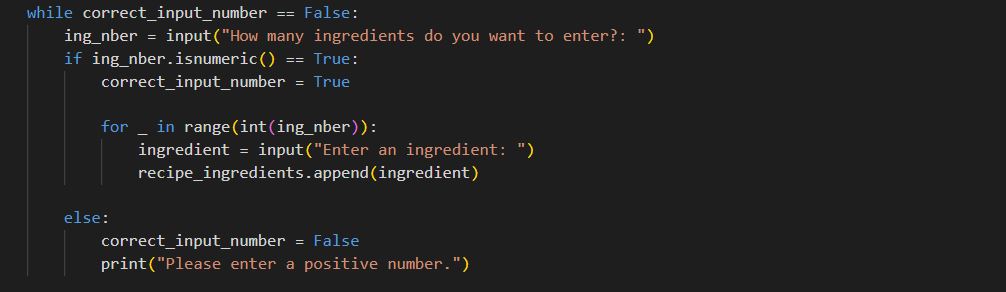 while correct_input_number == False:
    ing_nber = input("How many ingredients do you want to enter?: ")
    if ing_nber.isnumeric() == True:
        correct_input_number = True
        for _ in range(int(ing_nber)):
            ingredient = input("Enter an ingredient: ")
            recipe_ingredients.append(ingredient)
    else:
        correct_input_number = False
        print("Please enter a positive number.")